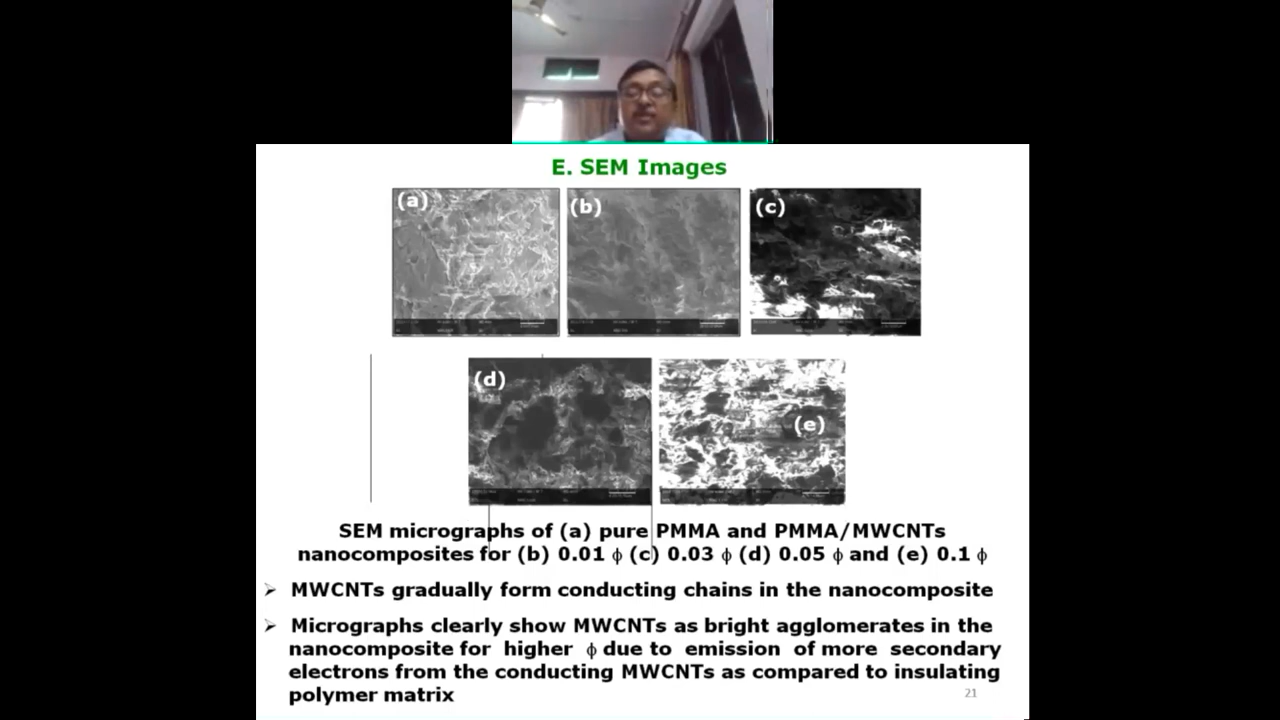 E. SEM Images
(a)
(b)
(c)
(d)
(e)
SEM micrographs of (a) pure PMMA and PMMA/MWCNTs
nanocomposites for (b) 0.01 ϕ (c) 0.03 ϕ (d) 0.05 ϕ and (e) 0.1 ϕ
➢ MWCNTs gradually form conducting chains in the nanocomposite
➢ Micrographs clearly show MWCNTs as bright agglomerates in the
nanocomposite for higher ϕ due to emission of more secondary
electrons from the conducting MWCNTs as compared to insulating
polymer matrix
21